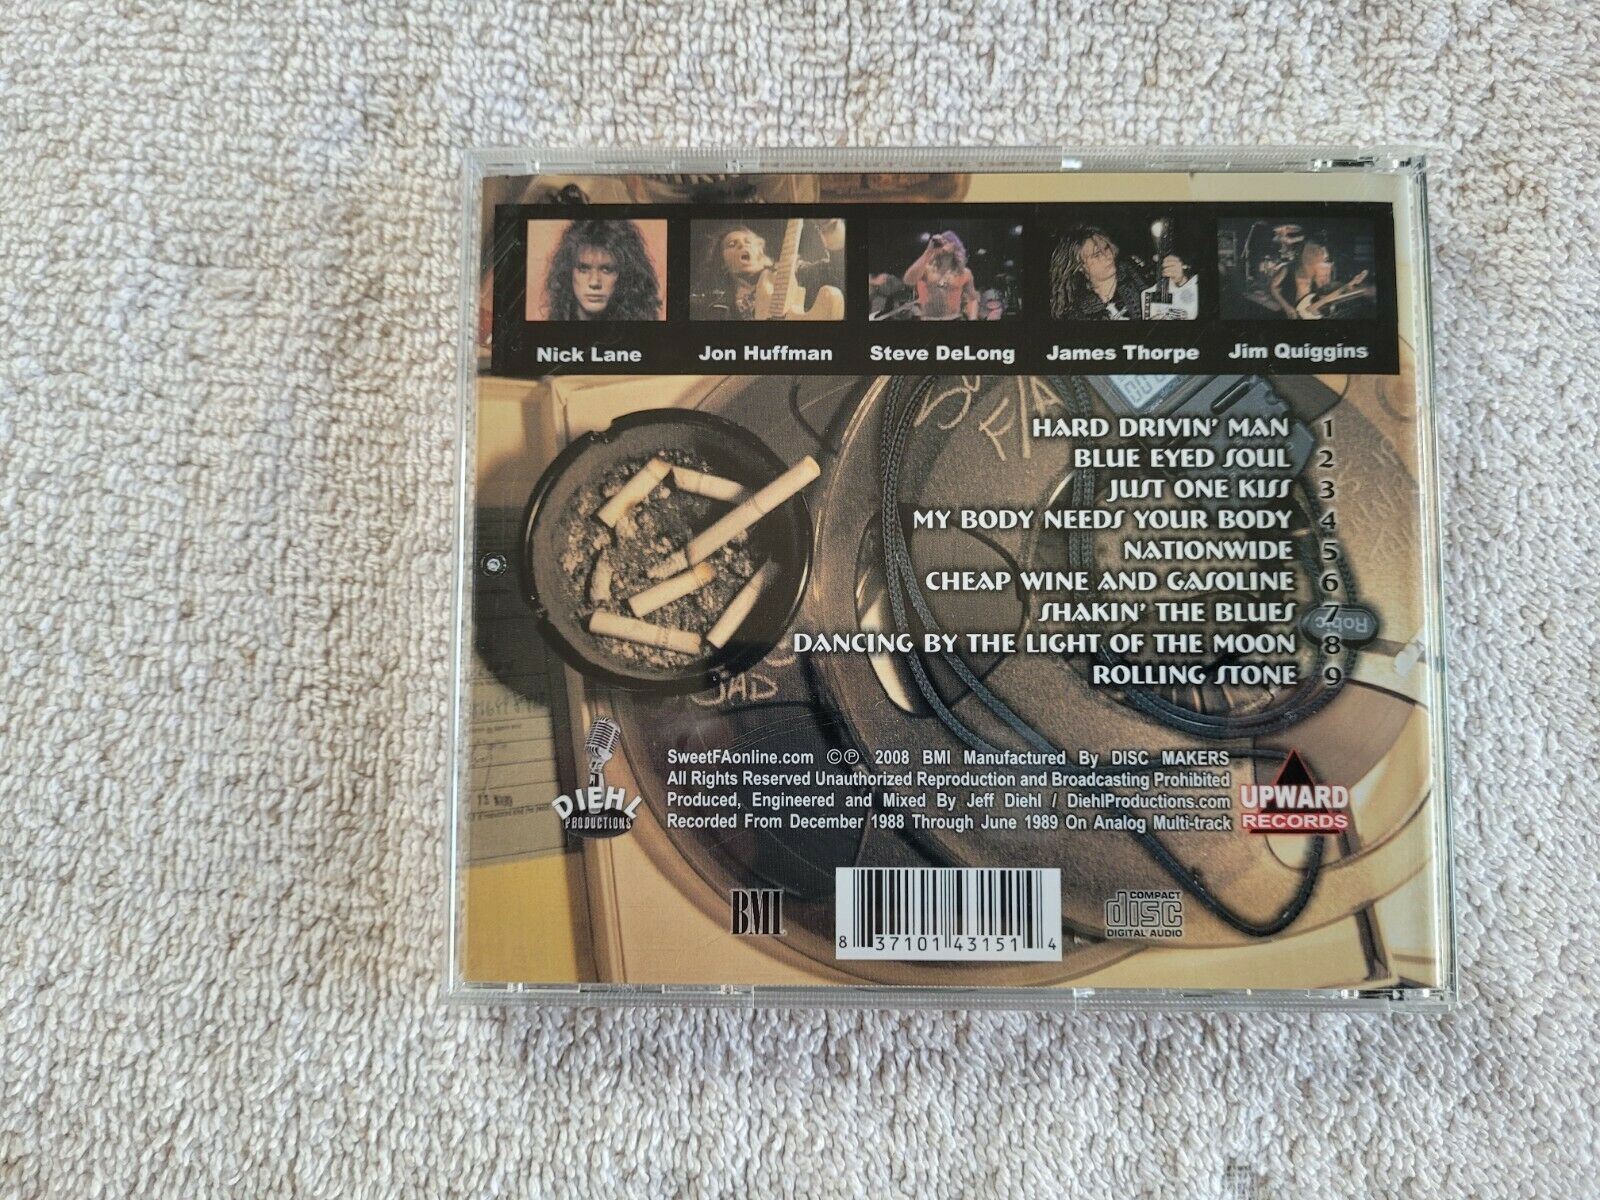 Nick Lane
Jon Huffman
Steve DeLong
James Thorpe
Jim Quiggins
HARD DRIVIN' MAN 1
BLUE EYED SOUL 2
JUST ONE KISS 3
MY BODY NEEDS YOUR BODY 4
NATIONWIDE 5
CHEAP WINE AND GASOLINE 6
SHAKIN' THE BLUES 7
DANCING BY THE LIGHT OF THE MOON 8
ROLLING STONE 9
JAD
DIEHL
PRODUCTIONS
SweetFAonline.com ©℗ 2008 BMI Manufactured By DISC MAKERS
All Rights Reserved Unauthorized Reproduction and Broadcasting Prohibited
Produced, Engineered and Mixed By Jeff Diehl / DiehlProductions.com
Recorded From December 1988 Through June 1989 On Analog Multi-track
UPWARD
RECORDS
BMI
8 37101 43151 4
COMPACT
disc
DIGITAL AUDIO